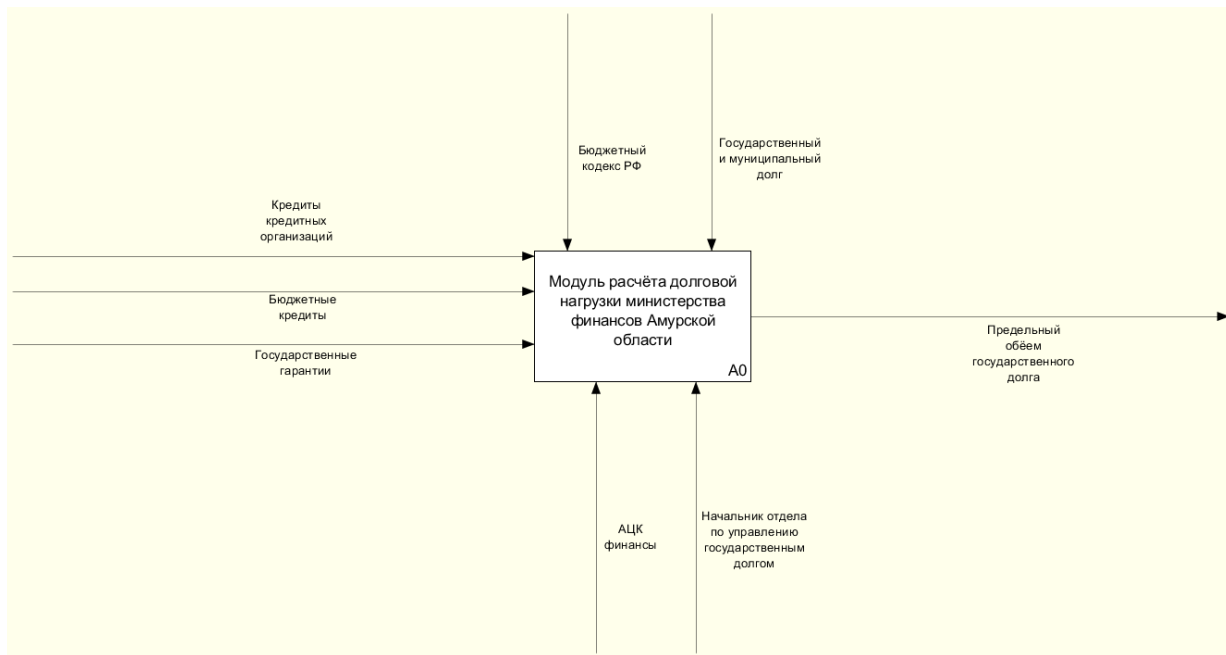 Бюджетный
кодекс РФ
Государственный
и муниципальный
долг
Кредиты
кредитных
организаций
Бюджетные
кредиты
Государственные
гарантии
Модуль расчёта долговой
нагрузки министерства
финансов Амурской
области
A0
Предельный
обёем
государственного
долга
АЦК
финансы
Начальник отдела
по управлению
государственным
долгом